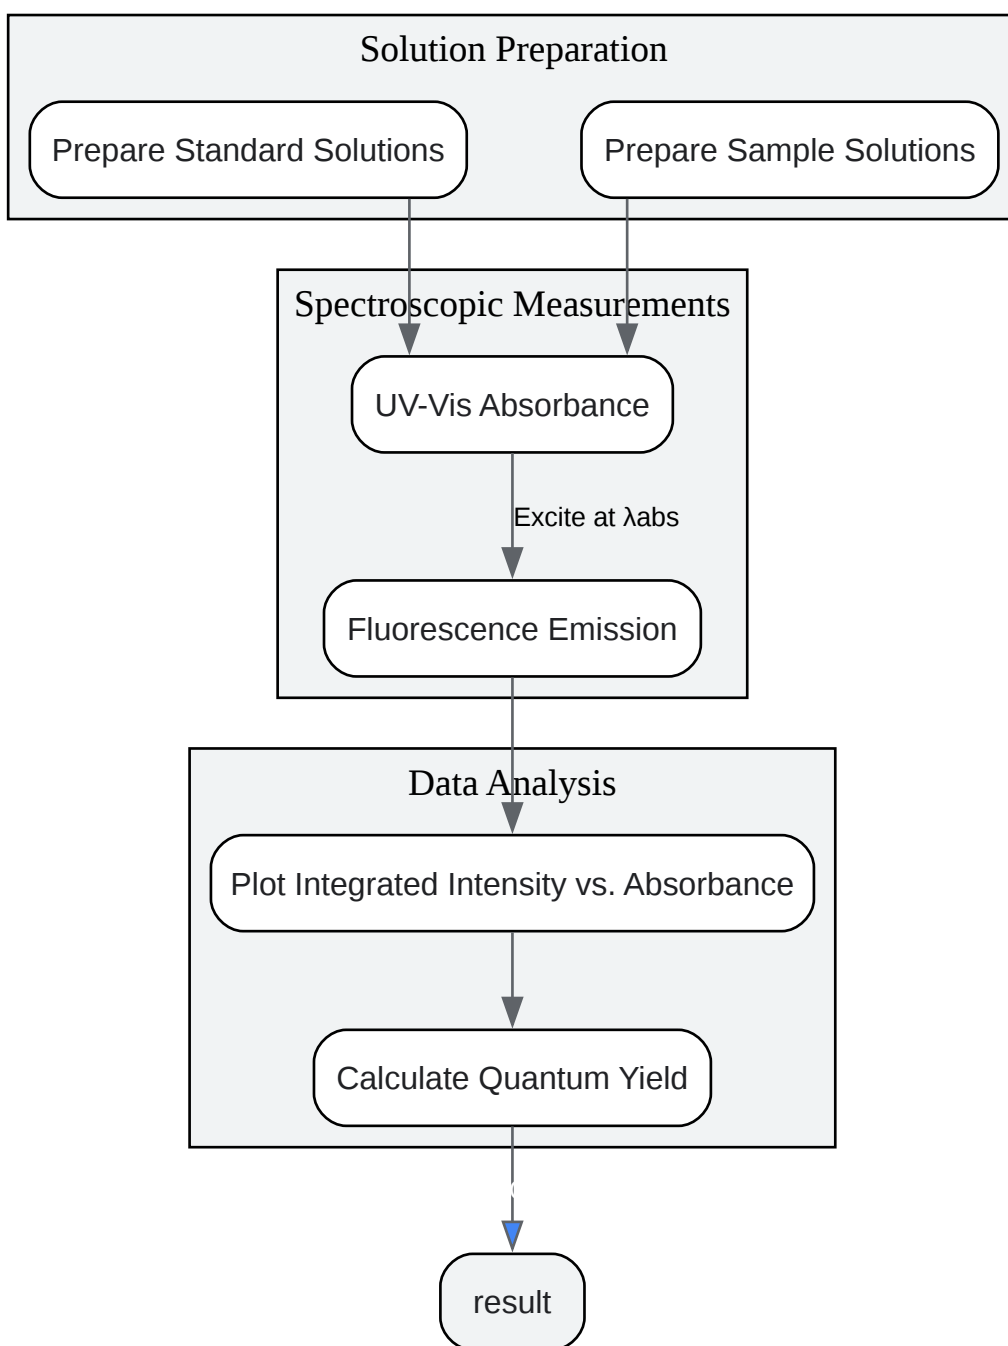 Solution Preparation
Prepare Standard Solutions
Prepare Sample Solutions
Spectroscopic Measurements
UV-Vis Absorbance
Excite at λabs
Fluorescence Emission
Data Analysis
Plot Integrated Intensity vs. Absorbance
Calculate Quantum Yield
result